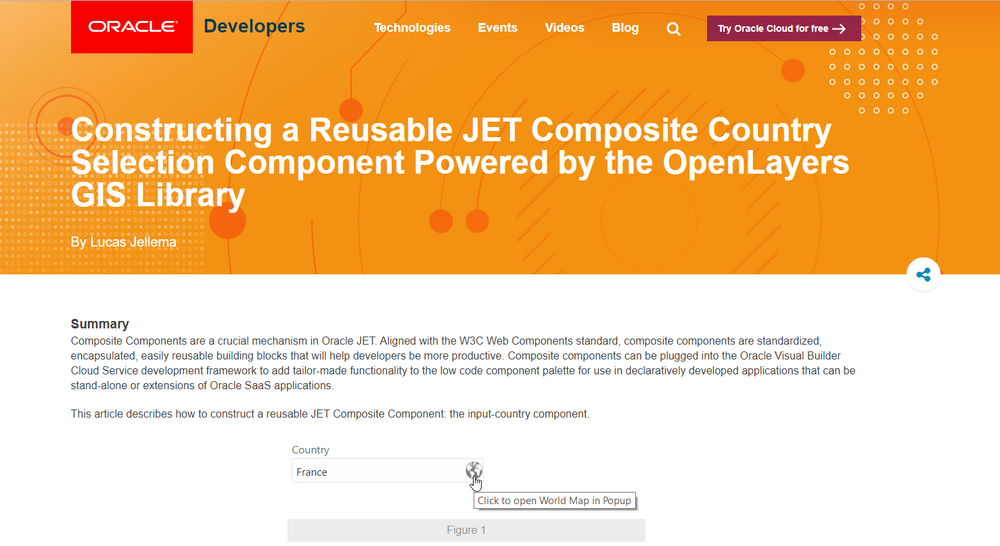 ORACLE Developers Technologies Events Videos Blog Try Oracle Cloud for free
Constructing a Reusable JET Composite Country
Selection Component Powered by the OpenLayers
GIS Library
By Lucas Jellema
Summary
Composite Components are a crucial mechanism in Oracle JET. Aligned with the W3C Web Components standard, composite components are standardized,
encapsulated, easily reusable building blocks that will help developers be more productive. Composite components can be plugged into the Oracle Visual Builder
Cloud Service development framework to add tailor-made functionality to the low code component palette for use in declaratively developed applications that can be
stand-alone or extensions of Oracle SaaS applications.
This article describes how to construct a reusable JET Composite Component: the input-country component.
Country
France
Click to open World Map in Popup
Figure 1